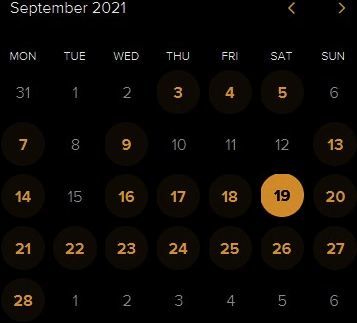 September 2021
MON TUE WED THU FRI SAT SUN
31 1 2 3 4 5 6
7 8 9 10 11 12 13
14 15 16 17 18 19 20
21 22 23 24 25 26 27
28 1 2 3 4 5 6